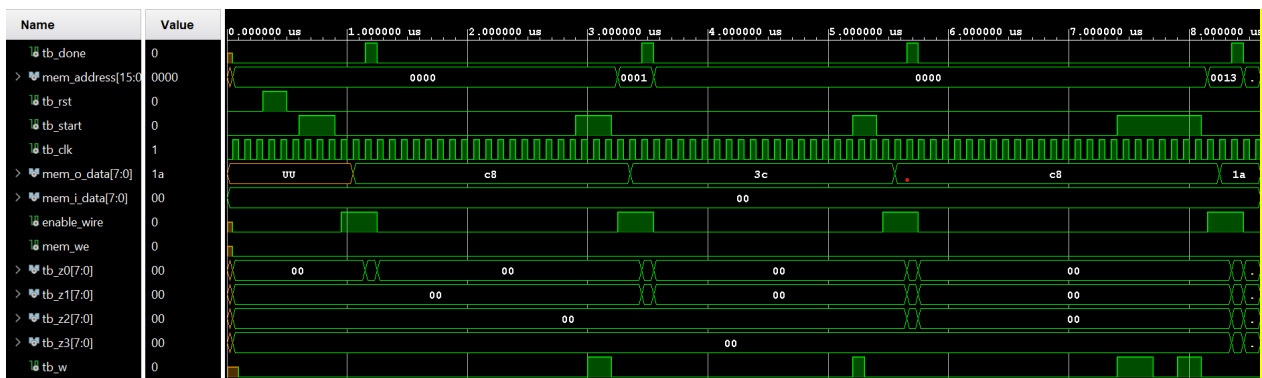 Name Value 0.000000 us 1.000000 us 2.000000 us 3.000000 us 4.000000 us 5.000000 us 6.000000 us 7.000000 us 8.000000 us
tb_done 0
mem_address[15:0 0000 0000 0001 0000 0013 .
tb_rst 0
tb_start 0
tb_clk 1
mem_o_data[7:0] 1a UU c8 3c c8 1a
mem_i_data[7:0] 00 00
enable_wire 0
mem_we 0
tb_z0[7:0] 00 00 00 00 00 .
tb_z1[7:0] 00 00 00 00 .
tb_z2[7:0] 00 00 00 .
tb_z3[7:0] 00 00 .
tb_w 0